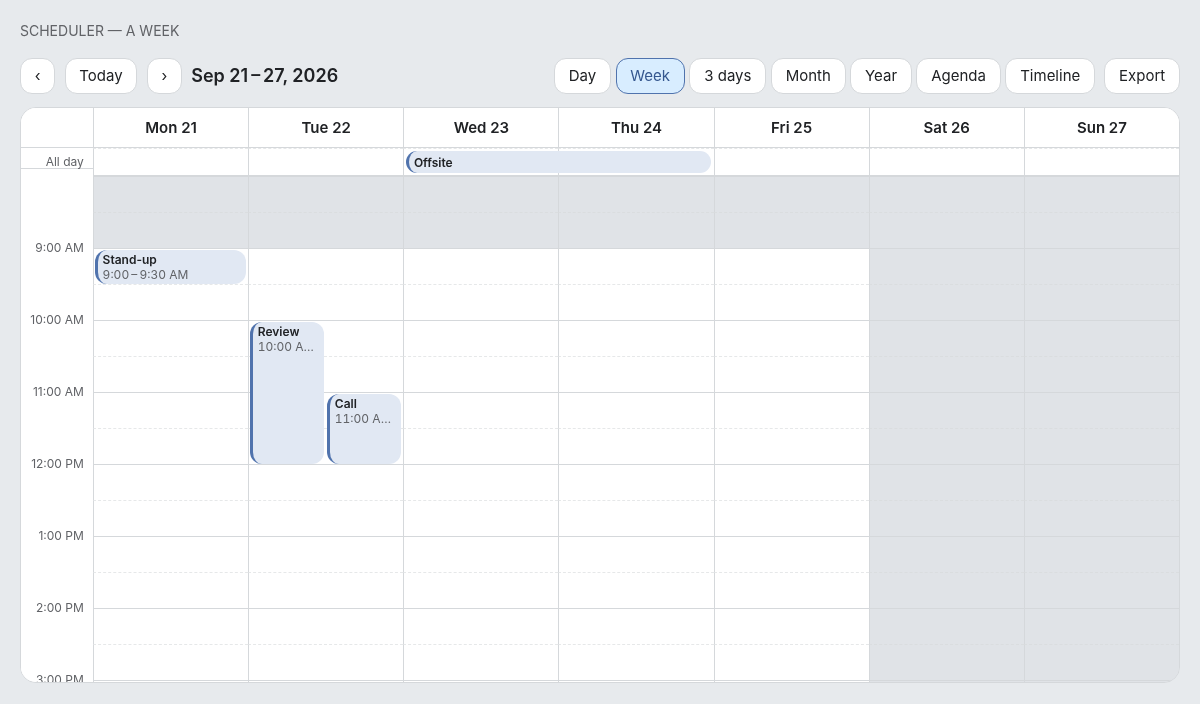 SCHEDULER — A WEEK
‹ Today › Sep 21 – 27, 2026 Day Week 3 days Month Year Agenda Timeline Export
Mon 21 Tue 22 Wed 23 Thu 24 Fri 25 Sat 26 Sun 27
All day Offsite
9:00 AM
Stand-up
9:00 – 9:30 AM
10:00 AM
Review
10:00 A...
11:00 AM
Call
11:00 A...
12:00 PM
1:00 PM
2:00 PM
3:00 PM